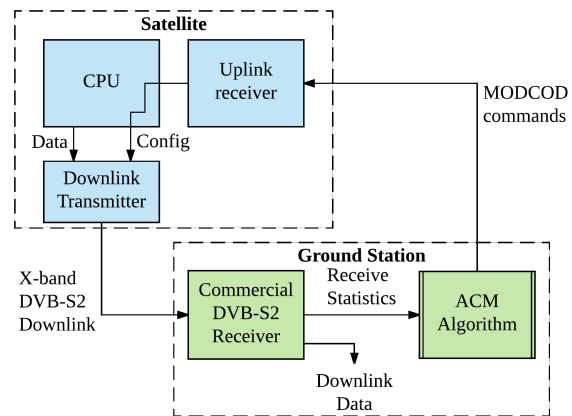 Satellite
CPU
Uplink
receiver
MODCOD
commands
Data
Config
Downlink
Transmitter
Ground Station
X-band
DVB-S2
Downlink
Commercial
DVB-S2
Receiver
Receive
Statistics
ACM
Algorithm
Downlink
Data